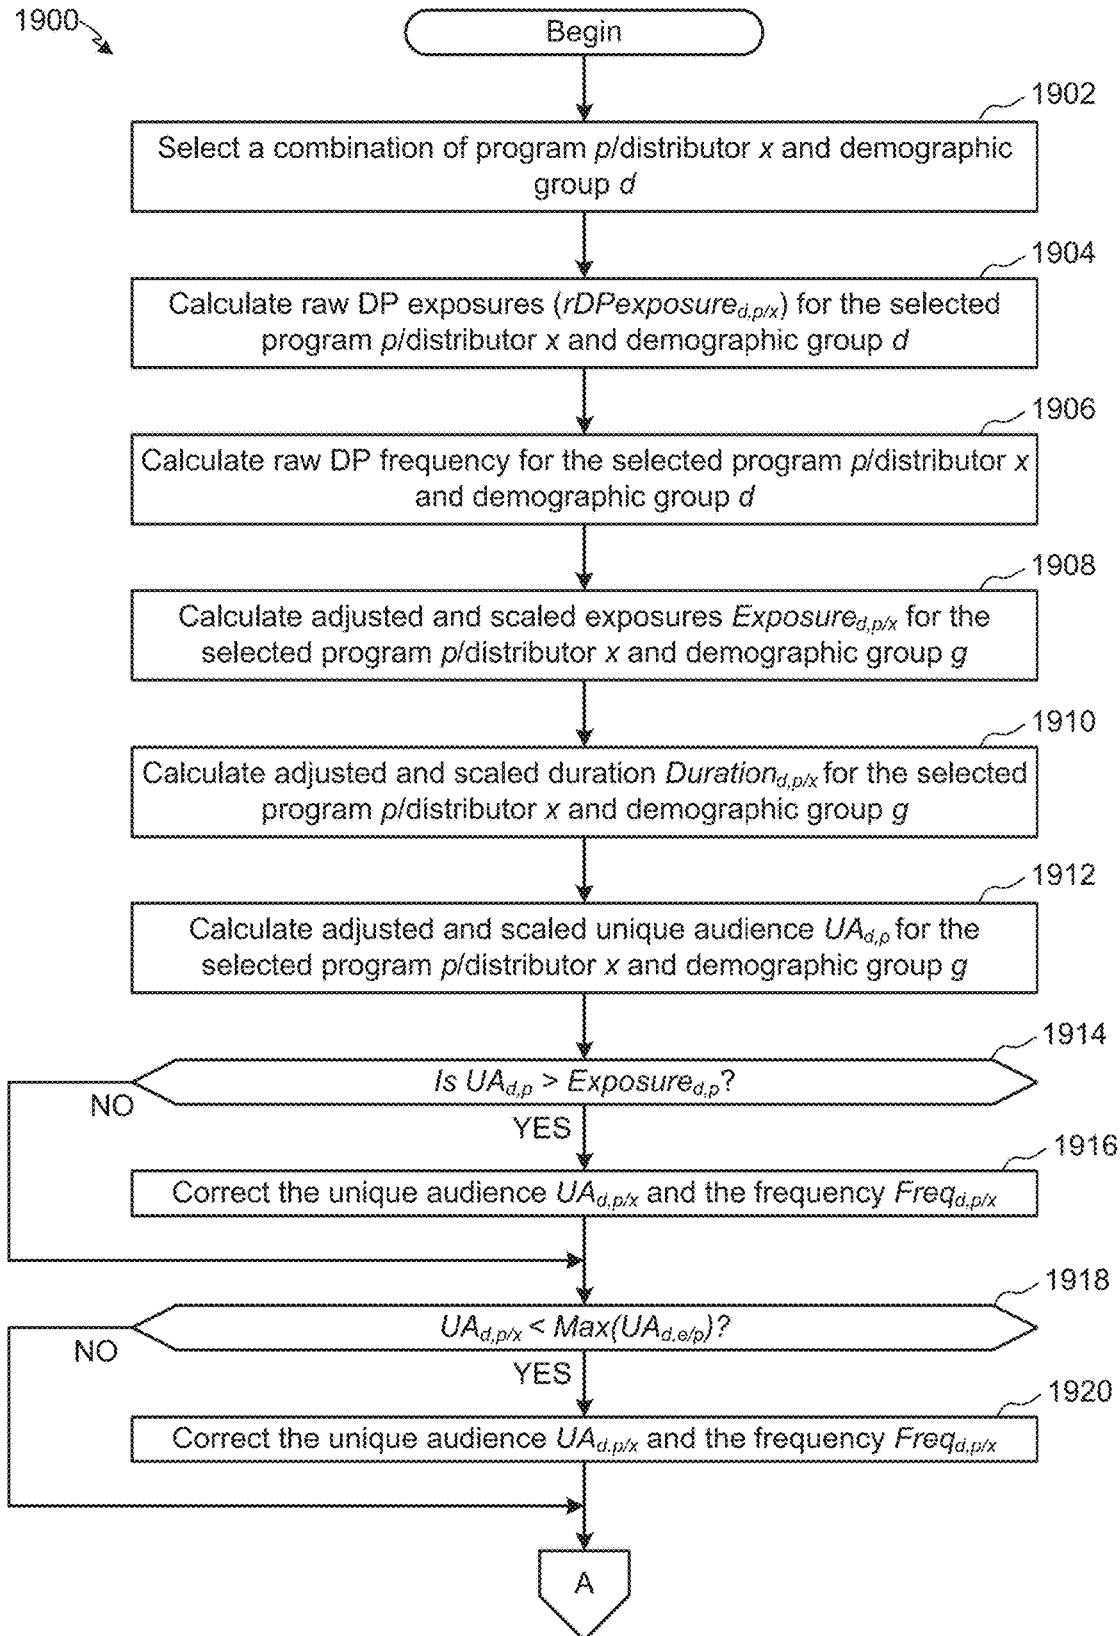 1900
Begin
1902
Select a combination of program p/distributor x and demographic
group d
1904
Calculate raw DP exposures (rDPexposured,p/x) for the selected
program p/distributor x and demographic group d
1906
Calculate raw DP frequency for the selected program p/distributor x
and demographic group d
1908
Calculate adjusted and scaled exposures Exposured,p/x for the
selected program p/distributor x and demographic group g
1910
Calculate adjusted and scaled duration Durationd,p/x for the selected
program p/distributor x and demographic group g
1912
Calculate adjusted and scaled unique audience UAd,p for the
selected program p/distributor x and demographic group g
1914
Is UAd,p > Exposured,p?
NO
YES
1916
Correct the unique audience UAd,p/x and the frequency Freqd,p/x
1918
UAd,p/x < Max(UAd,e/p)?
NO
YES
1920
Correct the unique audience UAd,p/x and the frequency Freqd,p/x
A